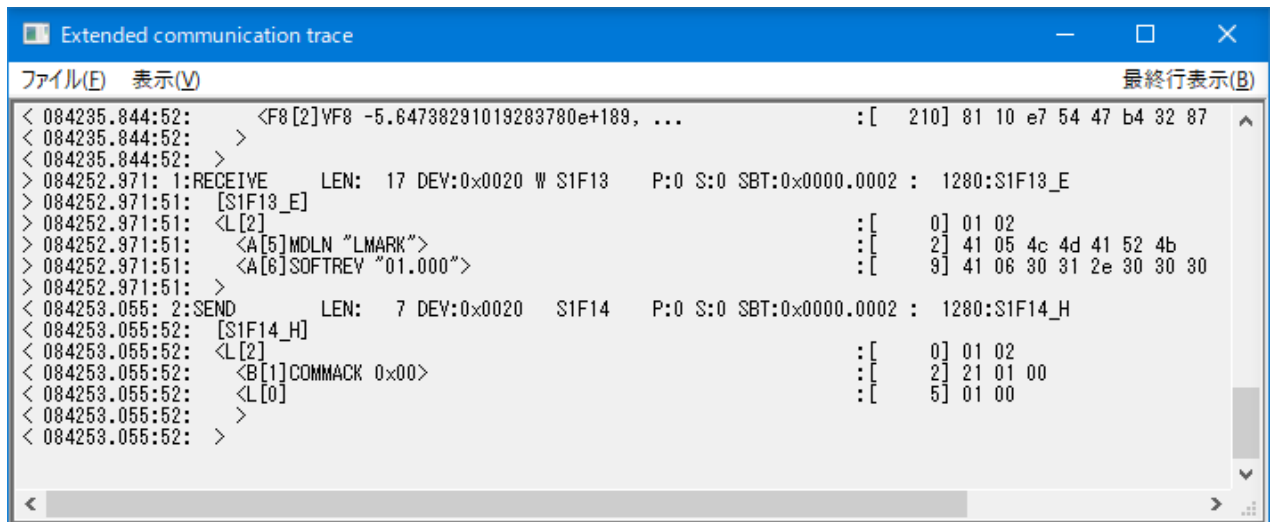 Extended communication trace
ファイル(F) 表示(V) 最終行表示(B)
< 084235.844:52:       <F8[2]VF8 -5.64738291019283780e+189, ...                :[   210] 81 10 e7 54 47 b4 32 87
< 084235.844:52:     >
< 084235.844:52:   >
> 084252.971: 1:RECEIVE     LEN:  17 DEV:0x0020 W S1F13    P:0 S:0 SBT:0x0000.0002 :  1280:S1F13_E
> 084252.971:51:   [S1F13_E]
> 084252.971:51:   <L[2]                                                       :[     0] 01 02
> 084252.971:51:     <A[5]MDLN "LMARK">                                        :[     2] 41 05 4c 4d 41 52 4b
> 084252.971:51:     <A[6]SOFTREV "01.000">                                    :[     9] 41 06 30 31 2e 30 30 30
> 084252.971:51:   >
< 084253.055: 2:SEND        LEN:   7 DEV:0x0020   S1F14    P:0 S:0 SBT:0x0000.0002 :  1280:S1F14_H
< 084253.055:52:   [S1F14_H]
< 084253.055:52:   <L[2]                                                       :[     0] 01 02
< 084253.055:52:     <B[1]COMMACK 0x00>                                        :[     2] 21 01 00
< 084253.055:52:     <L[0]                                                     :[     5] 01 00
< 084253.055:52:     >
< 084253.055:52:   >